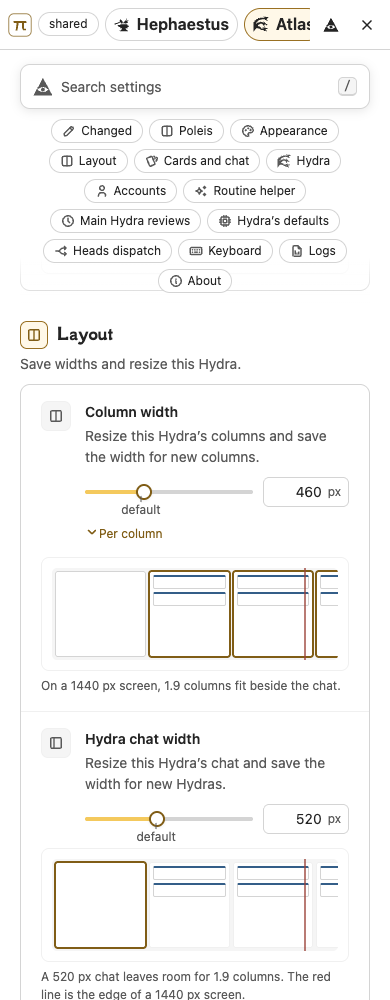 π shared Hephaestus Atlas
Search settings /
Changed Poleis Appearance
Layout Cards and chat Hydra
Accounts Routine helper
Main Hydra reviews Hydra's defaults
Heads dispatch Keyboard Logs
About
Layout
Save widths and resize this Hydra.
Column width
Resize this Hydra's columns and save
the width for new columns.
460 px
default
Per column
On a 1440 px screen, 1.9 columns fit beside the chat.
Hydra chat width
Resize this Hydra's chat and save the
width for new Hydras.
520 px
default
A 520 px chat leaves room for 1.9 columns. The red
line is the edge of a 1440 px screen.